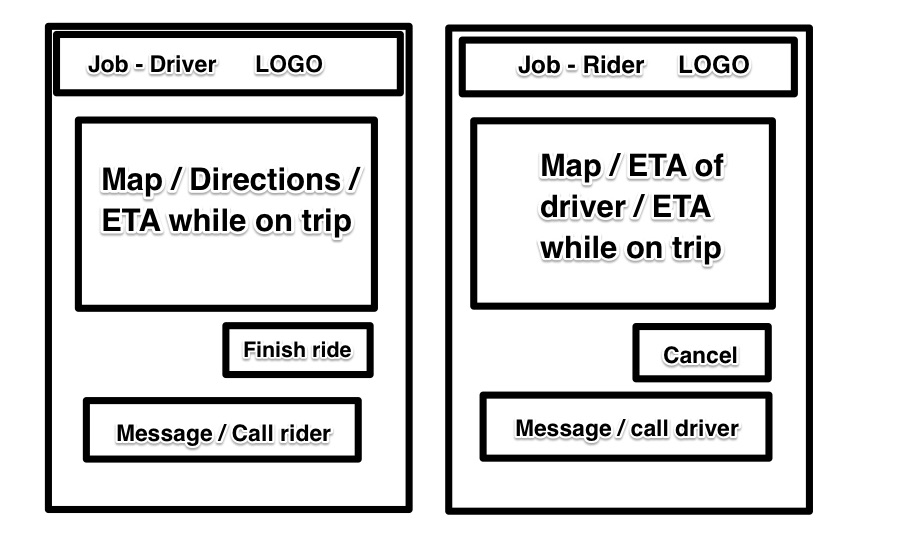 Job - Driver LOGO
Map / Directions /
ETA while on trip
Finish ride
Message / Call rider
Job - Rider LOGO
Map / ETA of
driver / ETA
while on trip
Cancel
Message / call driver